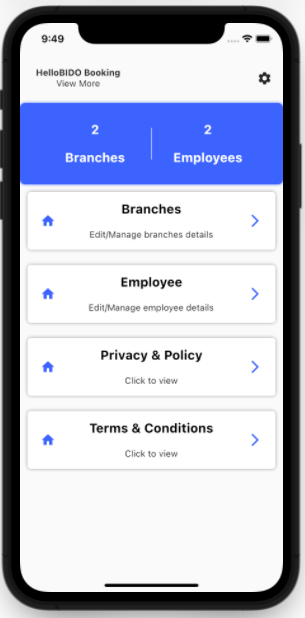 9:49
HelloBIDO Booking
View More
2 2
Branches Employees
Branches
Edit/Manage branches details
Employee
Edit/Manage employee details
Privacy & Policy
Click to view
Terms & Conditions
Click to view